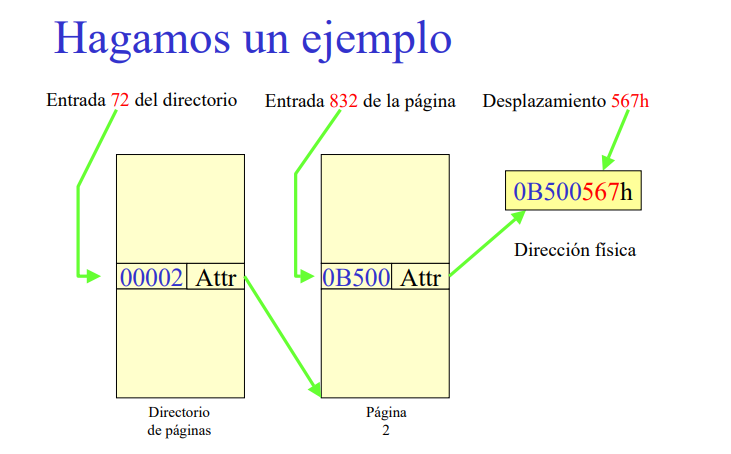 Hagamos un ejemplo
Entrada 72 del directorio
Entrada 832 de la página
Desplazamiento 567h
0B500567h
Dirección física
00002 Attr
0B500 Attr
Directorio
de páginas
Página
2